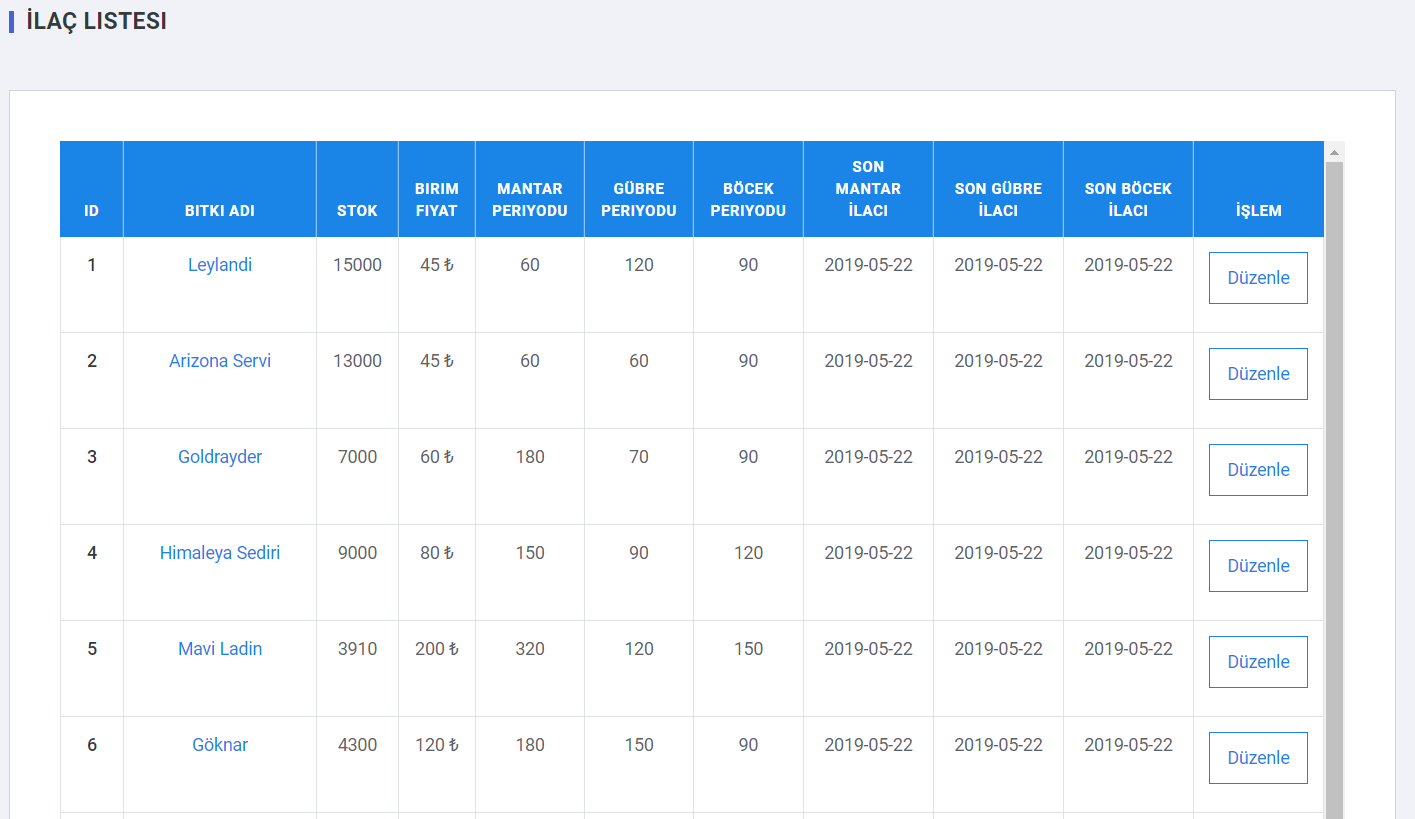 İLAÇ LISTESI
ID BITKI ADI STOK BIRIM FIYAT MANTAR PERIYODU GÜBRE PERIYODU BÖCEK PERIYODU SON MANTAR İLACI SON GÜBRE İLACI SON BÖCEK İLACI İŞLEM
1 Leylandi 15000 45 ₺ 60 120 90 2019-05-22 2019-05-22 2019-05-22 Düzenle
2 Arizona Servi 13000 45 ₺ 60 60 90 2019-05-22 2019-05-22 2019-05-22 Düzenle
3 Goldrayder 7000 60 ₺ 180 70 90 2019-05-22 2019-05-22 2019-05-22 Düzenle
4 Himaleya Sediri 9000 80 ₺ 150 90 120 2019-05-22 2019-05-22 2019-05-22 Düzenle
5 Mavi Ladin 3910 200 ₺ 320 120 150 2019-05-22 2019-05-22 2019-05-22 Düzenle
6 Göknar 4300 120 ₺ 180 150 90 2019-05-22 2019-05-22 2019-05-22 Düzenle